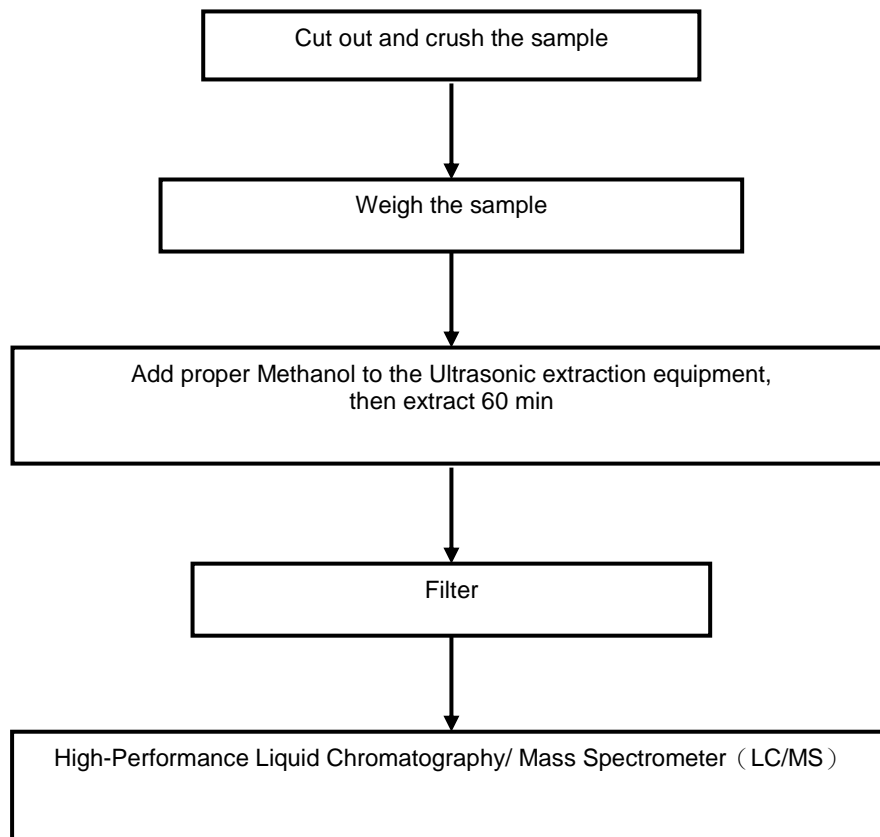 Cut out and crush the sample
Weigh the sample
Add proper Methanol to the Ultrasonic extraction equipment,
then extract 60 min
Filter
High-Performance Liquid Chromatography/ Mass Spectrometer（LC/MS）